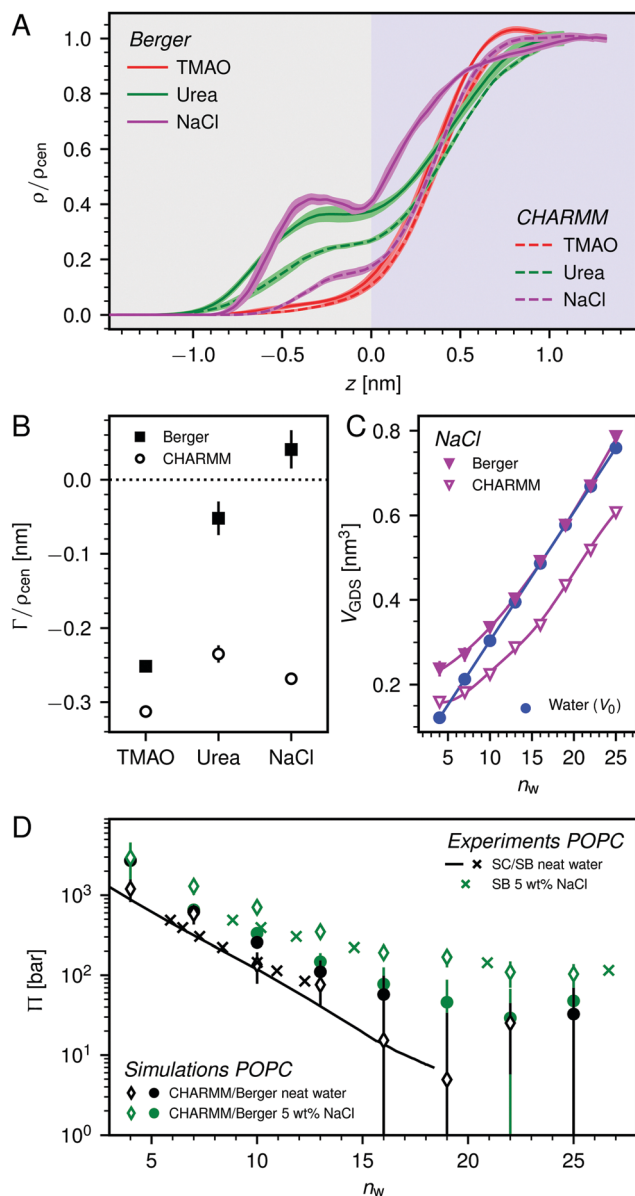 A
Berger
TMAO
Urea
NaCl
CHARMM
TMAO
Urea
NaCl
ρ/ρcen
1.0
0.8
0.6
0.4
0.2
0.0
−1.0 −0.5 0.0 0.5 1.0
z [nm]
B
Berger
CHARMM
Γ/ρcen [nm]
0.0
−0.1
−0.2
−0.3
TMAO Urea NaCl
C
NaCl
Berger
CHARMM
Water (V0)
VGDS [nm³]
0.8
0.6
0.4
0.2
5 10 15 20 25
nw
D
Experiments POPC
SC/SB neat water
SB 5 wt% NaCl
Simulations POPC
CHARMM/Berger neat water
CHARMM/Berger 5 wt% NaCl
Π [bar]
10³
10²
10¹
10⁰
5 10 15 20 25
nw